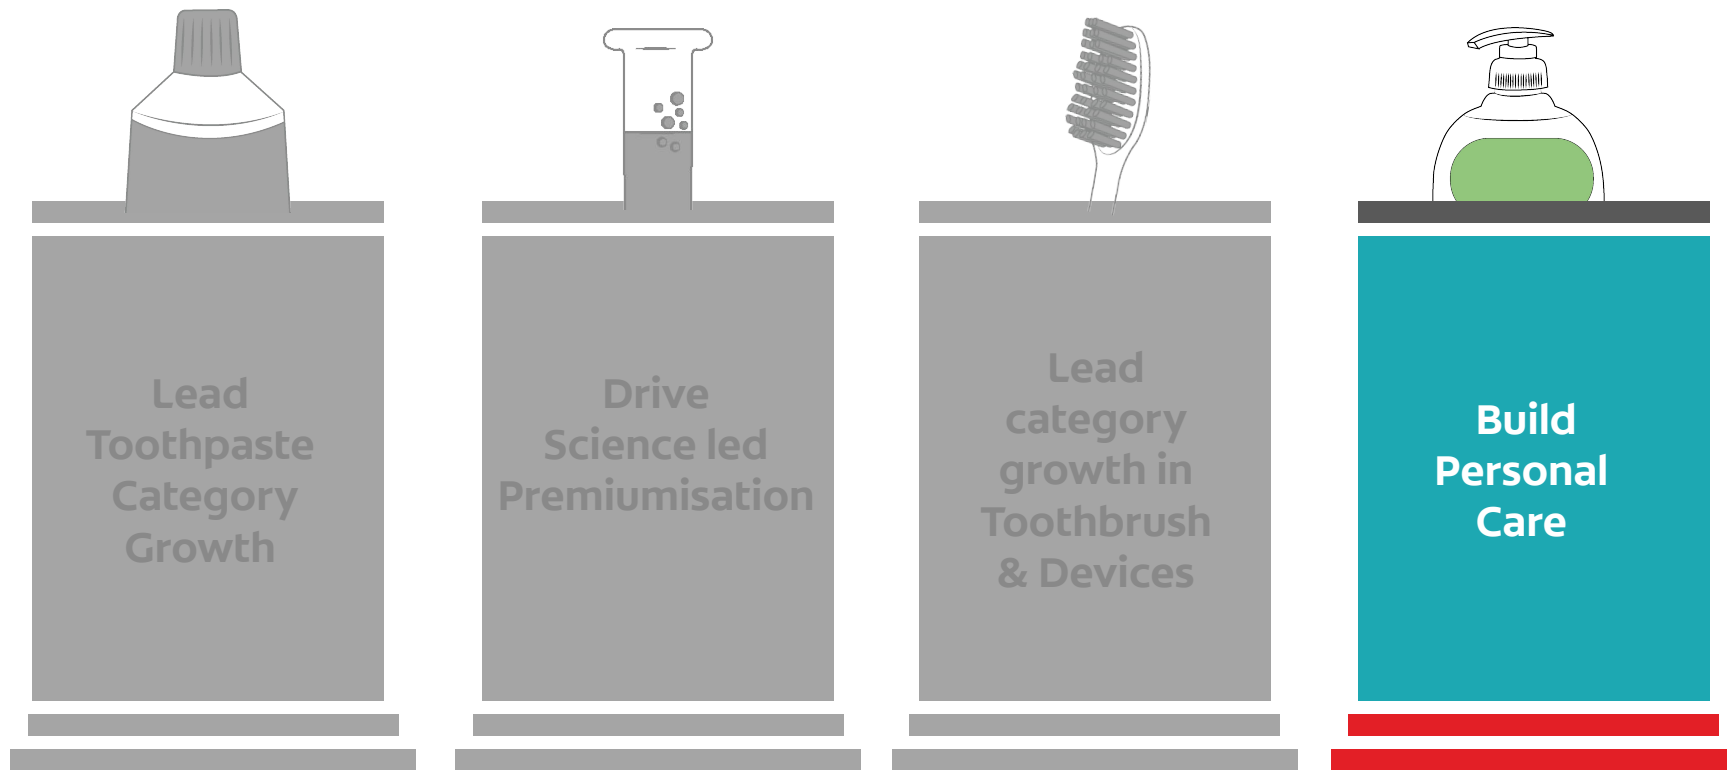 Lead
Toothpaste
Category
Growth
Drive
Science led
Premiumisation
Lead
category
growth in
Toothbrush
& Devices
Build
Personal
Care